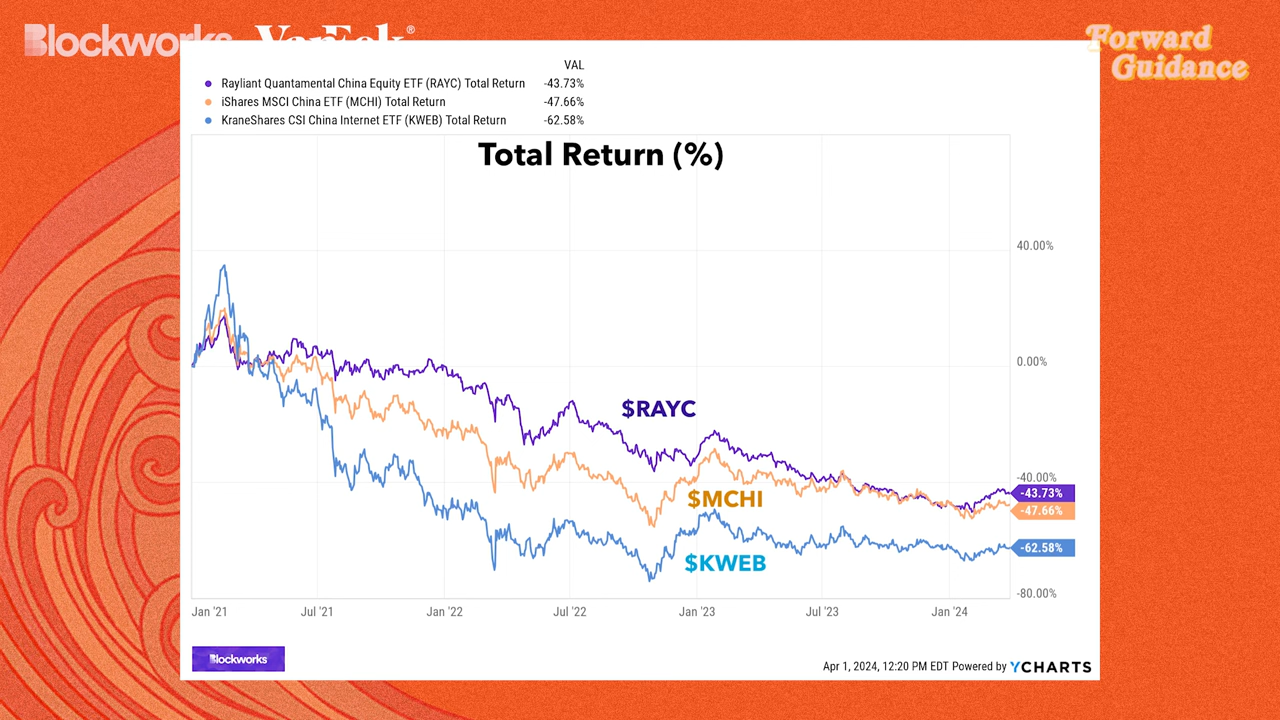 Blockworks
VanEck®
Forward
Guidance
VAL
Rayliant Quantamental China Equity ETF (RAYC) Total Return -43.73%
iShares MSCI China ETF (MCHI) Total Return -47.66%
KraneShares CSI China Internet ETF (KWEB) Total Return -62.58%
Total Return (%)
40.00%
0.00%
$RAYC
-40.00%
-43.73%
$MCHI
-47.66%
-62.58%
$KWEB
-80.00%
Jan '21 Jul '21 Jan '22 Jul '22 Jan '23 Jul '23 Jan '24
Blockworks
Apr 1, 2024, 12:20 PM EDT Powered by YCHARTS